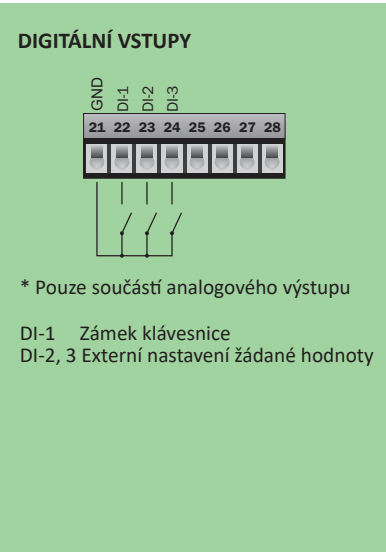 DIGITÁLNÍ VSTUPY
GND DI-1 DI-2 DI-3
21 22 23 24 25 26 27 28
* Pouze součástí analogového výstupu
DI-1 Zámek klávesnice
DI-2, 3 Externí nastavení žádané hodnoty